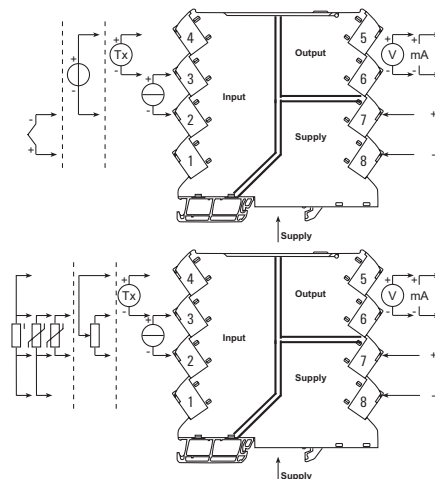 4 5
+ Output + +
+ Tx V mA
3 6
+ - - -
Input
- 2 7 +
-
- Supply
+ 1 8 -
Supply
4 5
+ Output + +
Tx V mA
3 6
- + - -
Input
2 7 +
- Supply
1 8 -
Supply